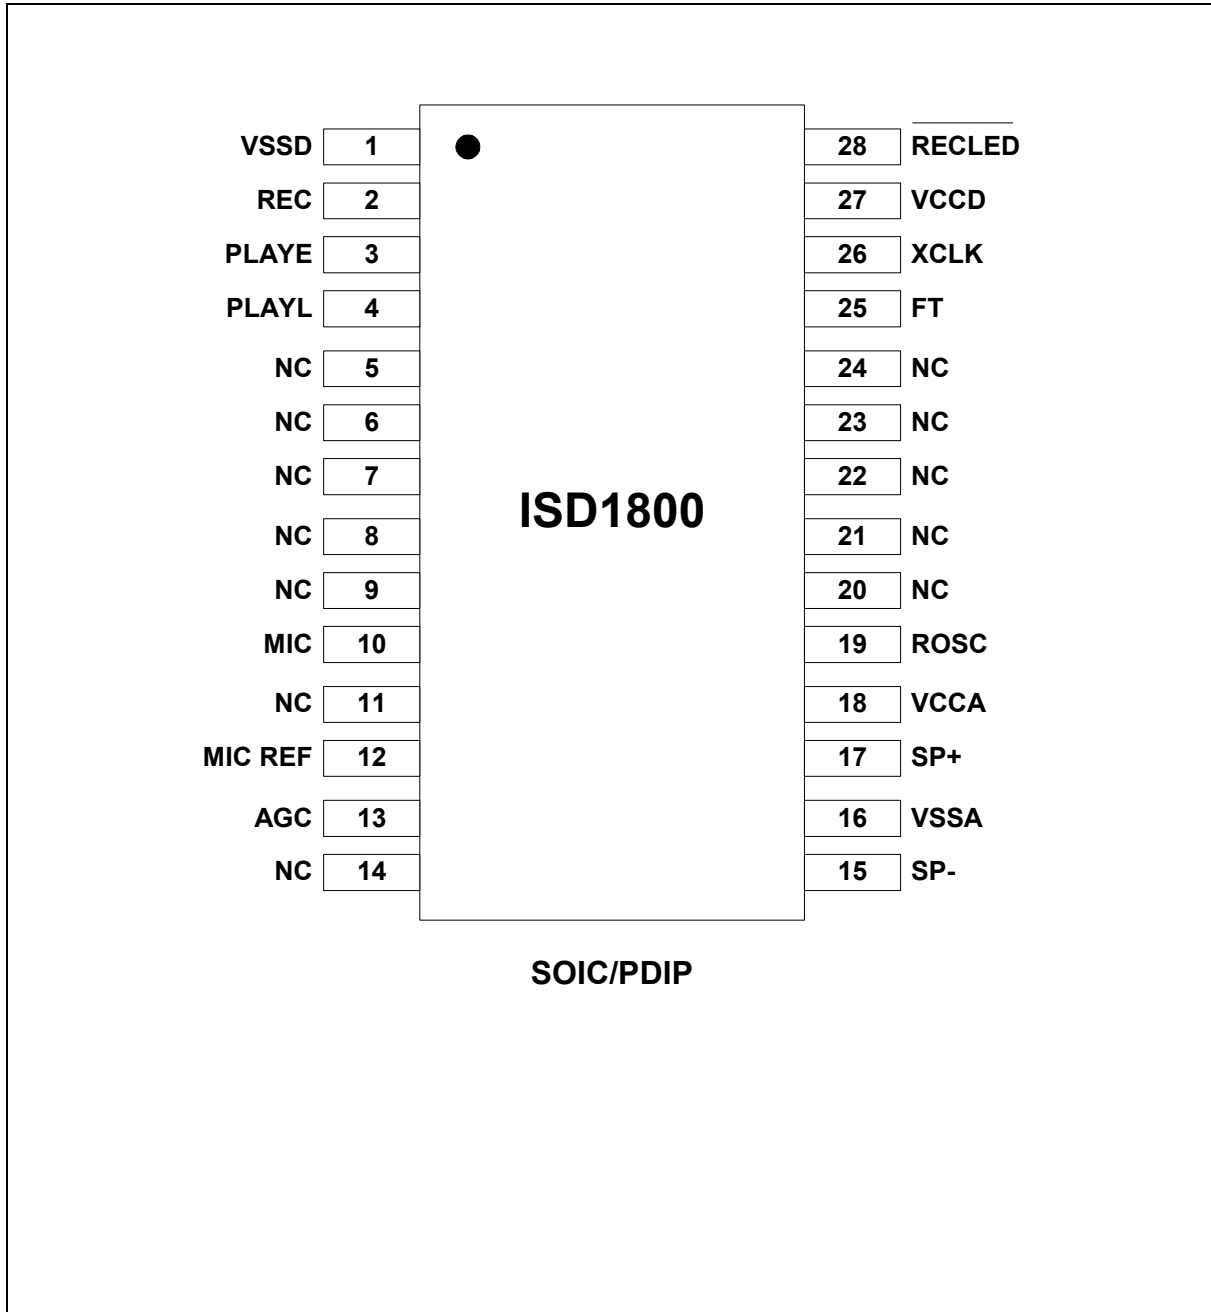 VSSD 1 28 RECLED
REC 2 27 VCCD
PLAYE 3 26 XCLK
PLAYL 4 25 FT
NC 5 24 NC
NC 6 23 NC
NC 7 22 NC
ISD1800
NC 8 21 NC
NC 9 20 NC
MIC 10 19 ROSC
NC 11 18 VCCA
MIC REF 12 17 SP+
AGC 13 16 VSSA
NC 14 15 SP-
SOIC/PDIP